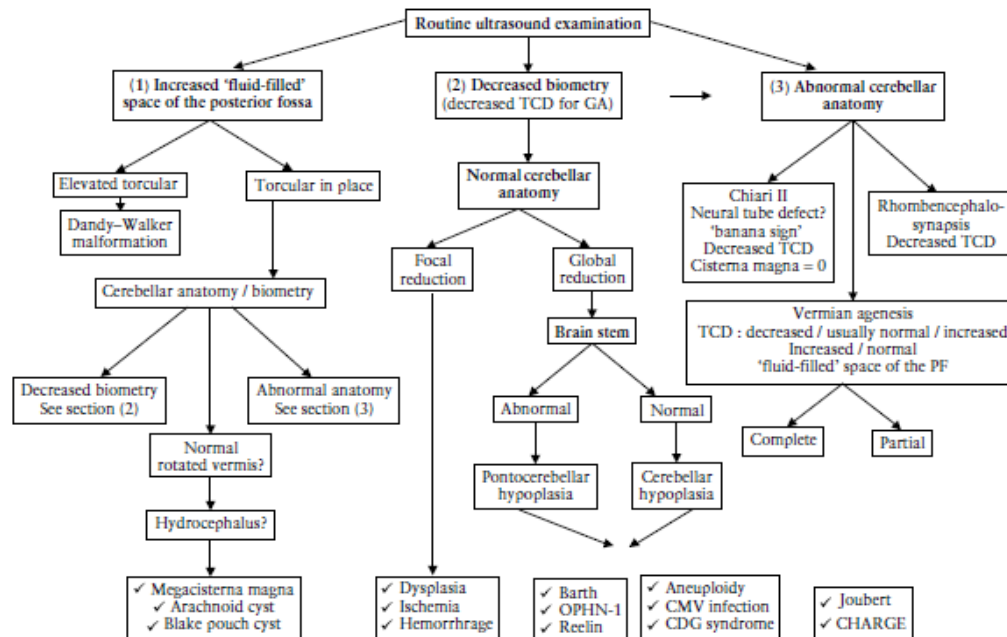 Routine ultrasound examination
(1) Increased 'fluid-filled'
space of the posterior fossa
(2) Decreased biometry
(decreased TCD for GA)
(3) Abnormal cerebellar
anatomy
Elevated torcular
Torcular in place
Dandy–Walker
malformation
Normal cerebellar
anatomy
Chiari II
Neural tube defect?
'banana sign'
Decreased TCD
Cisterna magna = 0
Rhombencephalo-
synapsis
Decreased TCD
Focal
reduction
Global
reduction
Cerebellar anatomy / biometry
Brain stem
Vermian agenesis
TCD : decreased / usually normal / increased
Increased / normal
'fluid-filled' space of the PF
Decreased biometry
See section (2)
Abnormal anatomy
See section (3)
Abnormal
Normal
Complete
Partial
Normal
rotated vermis?
Pontocerebellar
hypoplasia
Cerebellar
hypoplasia
Hydrocephalus?
✓ Megacisterna magna
✓ Arachnoid cyst
✓ Blake pouch cyst
✓ Dysplasia
✓ Ischemia
✓ Hemorrhage
✓ Barth
✓ OPHN-1
✓ Reelin
✓ Aneuploidy
✓ CMV infection
✓ CDG syndrome
✓ Joubert
✓ CHARGE